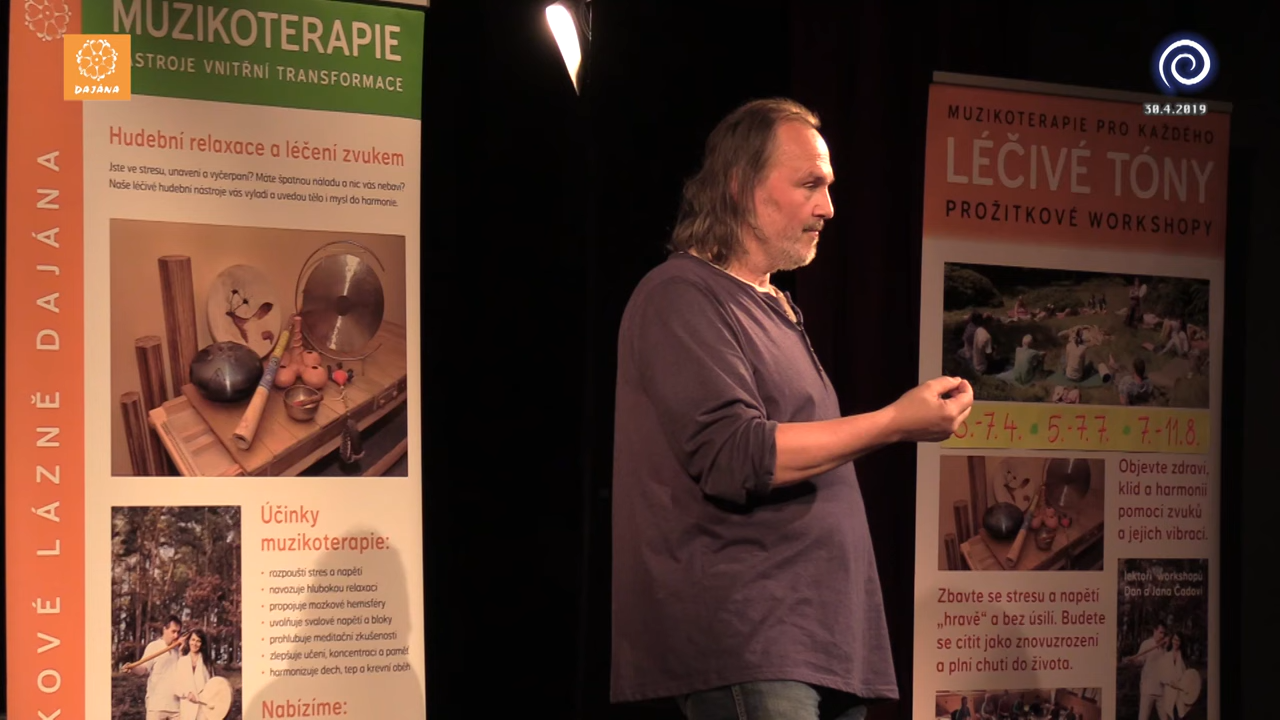 MUZIKOTERAPIE
ÁSTROJE VNITŘNÍ TRANSFORMACE
DAJÁNA
Hudební relaxace a léčení zvukem
Jste ve stresu, unavení a vyčerpaní? Máte špatnou náladu a nic vás nebaví?
Naše léčivé hudební nástroje vás vyladí a uvedou tělo i mysl do harmonie.
KOVÉ LÁZNĚ DAJÁNA
Účinky
muzikoterapie:
• rozpouští stres a napětí
• navozuje hlubokou relaxaci
• propojuje mozkové hemisféry
• uvolňuje svalové napětí a bloky
• prohlubuje meditační zkušenosti
• zlepšuje učení, koncentraci a paměť
• harmonizuje dech, tep a krevní oběh
Nabízíme:
30.4.2019
MUZIKOTERAPIE PRO KAŽDÉHO
LÉČIVÉ TÓNY
PROŽITKOVÉ WORKSHOPY
.-7.4. • 5.-7.7. • 7.-11.8.
Objevte zdraví,
klid a harmonii
pomocí zvuků
a jejich vibrací.
lektoři workshopů
Dan a Jana Čadovi
Zbavte se stresu a napětí
„hravě“ a bez úsilí. Budete
se cítit jako znovuzrození
a plní chuti do života.